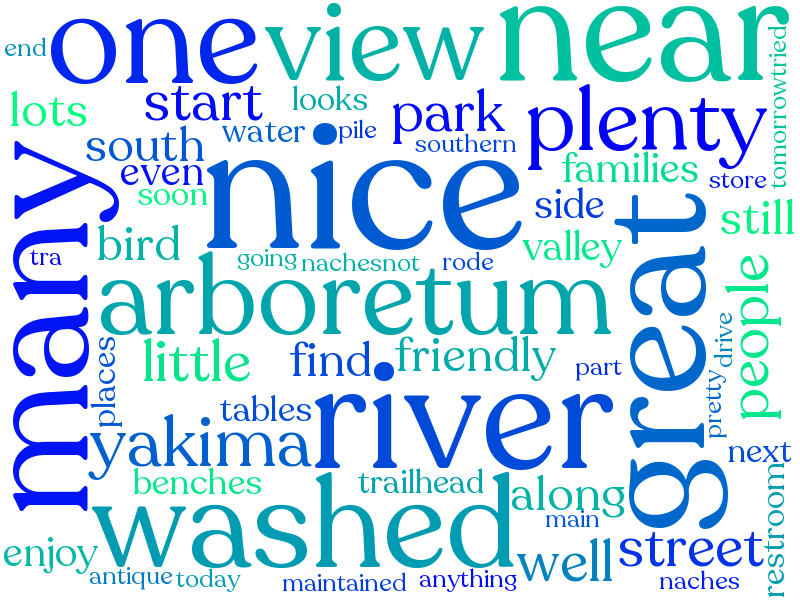 end
one
view
near
lots
start
looks
park
plenty
tomorrowtried
south
water
pile
southern
even
nice
families
store
soon
side
still
many
tra
bird
going
nachesnot
rode
valley
great
people
arboretum
places
little
find
friendly
part
pretty
drive
tables
river
yakima
next
benches
trailhead
along
washed
main
restroom
enjoy
well
street
antique
today
maintained
anything
naches